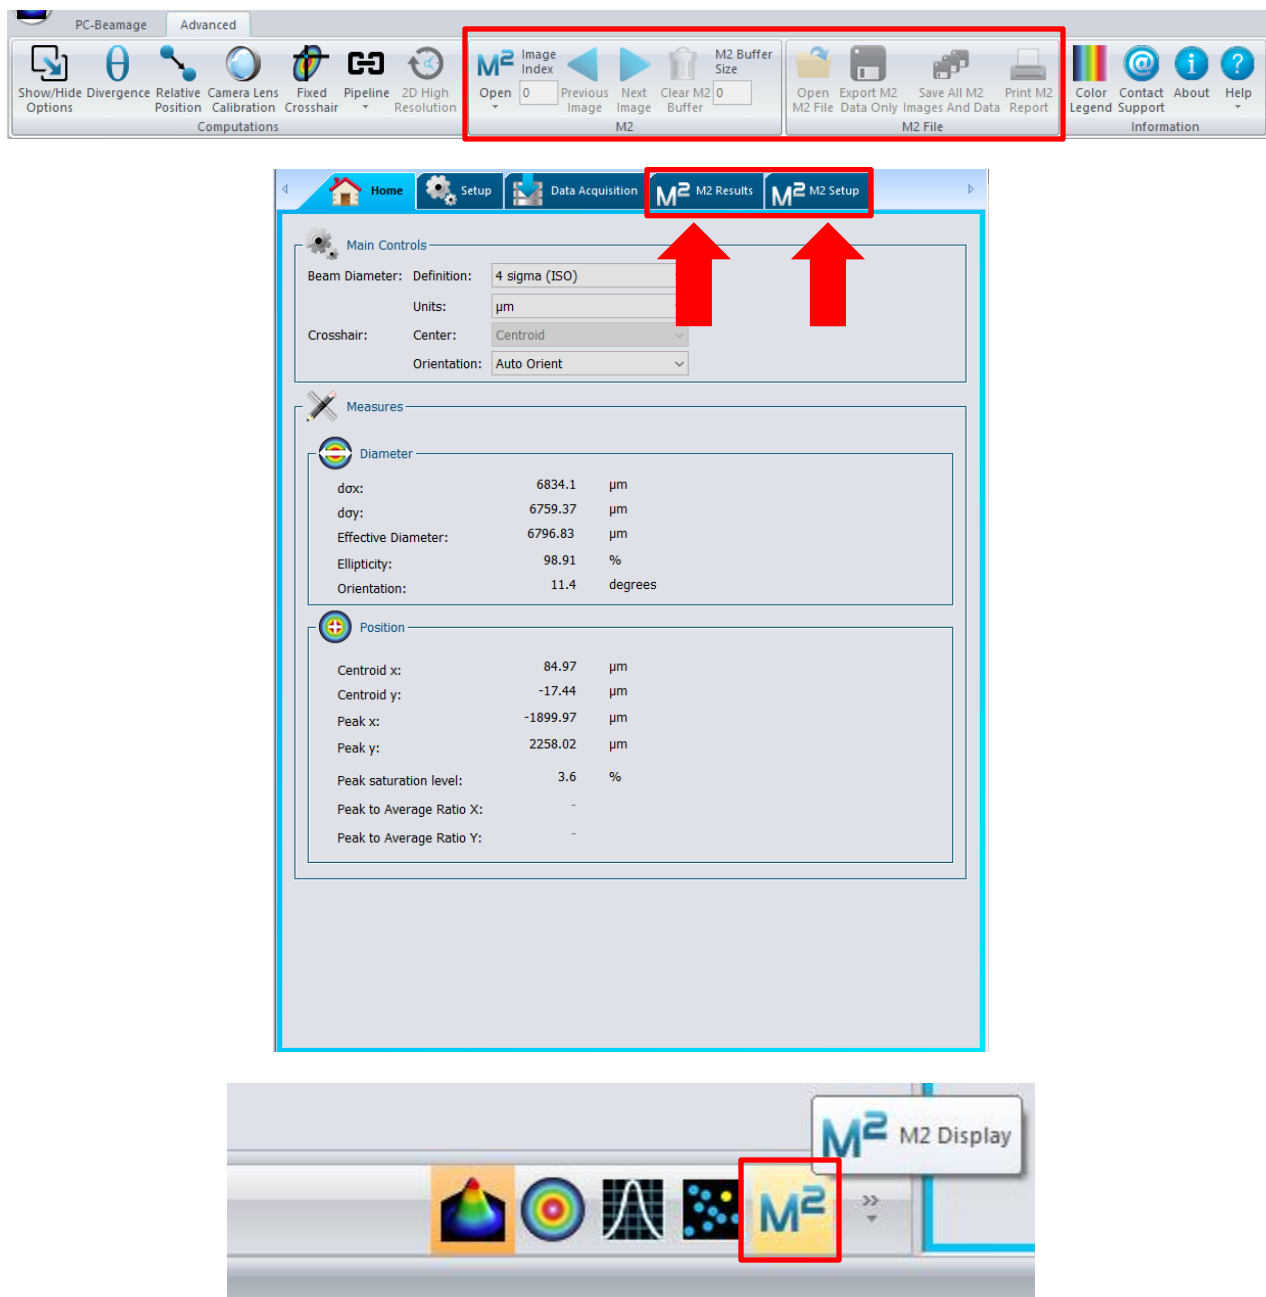 PC-Beamage Advanced
Show/Hide Options
Divergence
Relative Position
Camera Lens Calibration
Fixed Crosshair
Pipeline
2D High Resolution
Computations
M2
Open
Image Index
0
Previous Image
Next Image
Clear M2 Buffer
M2 Buffer Size
0
M2
Open M2 File
Export M2 Data Only
Save All M2 Images And Data
Print M2 Report
M2 File
Color Legend
Contact Support
About
Help
Information
Home
Setup
Data Acquisition
M2 M2 Results
M2 M2 Setup
Main Controls
Beam Diameter: Definition: 4 sigma (ISO)
Units: µm
Crosshair: Center: Centroid
Orientation: Auto Orient
Measures
Diameter
dσx: 6834.1 µm
dσy: 6759.37 µm
Effective Diameter: 6796.83 µm
Ellipticity: 98.91 %
Orientation: 11.4 degrees
Position
Centroid x: 84.97 µm
Centroid y: -17.44 µm
Peak x: -1899.97 µm
Peak y: 2258.02 µm
Peak saturation level: 3.6 %
Peak to Average Ratio X: -
Peak to Average Ratio Y: -
M2 M2 Display
M2